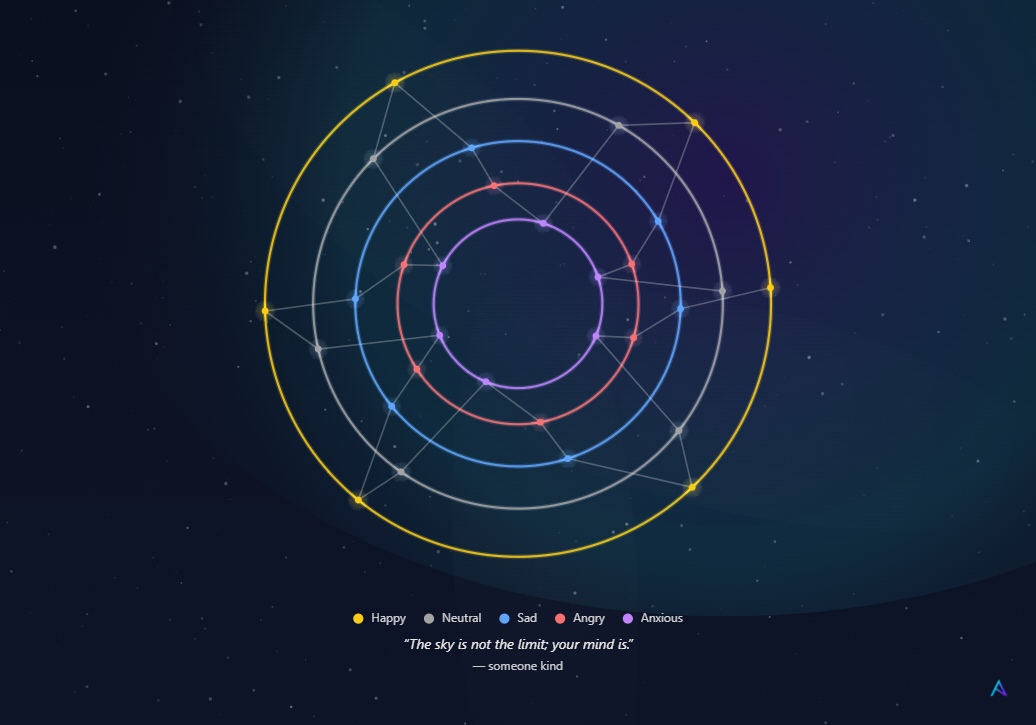 Happy Neutral Sad Angry Anxious
“The sky is not the limit; your mind is.”
— someone kind